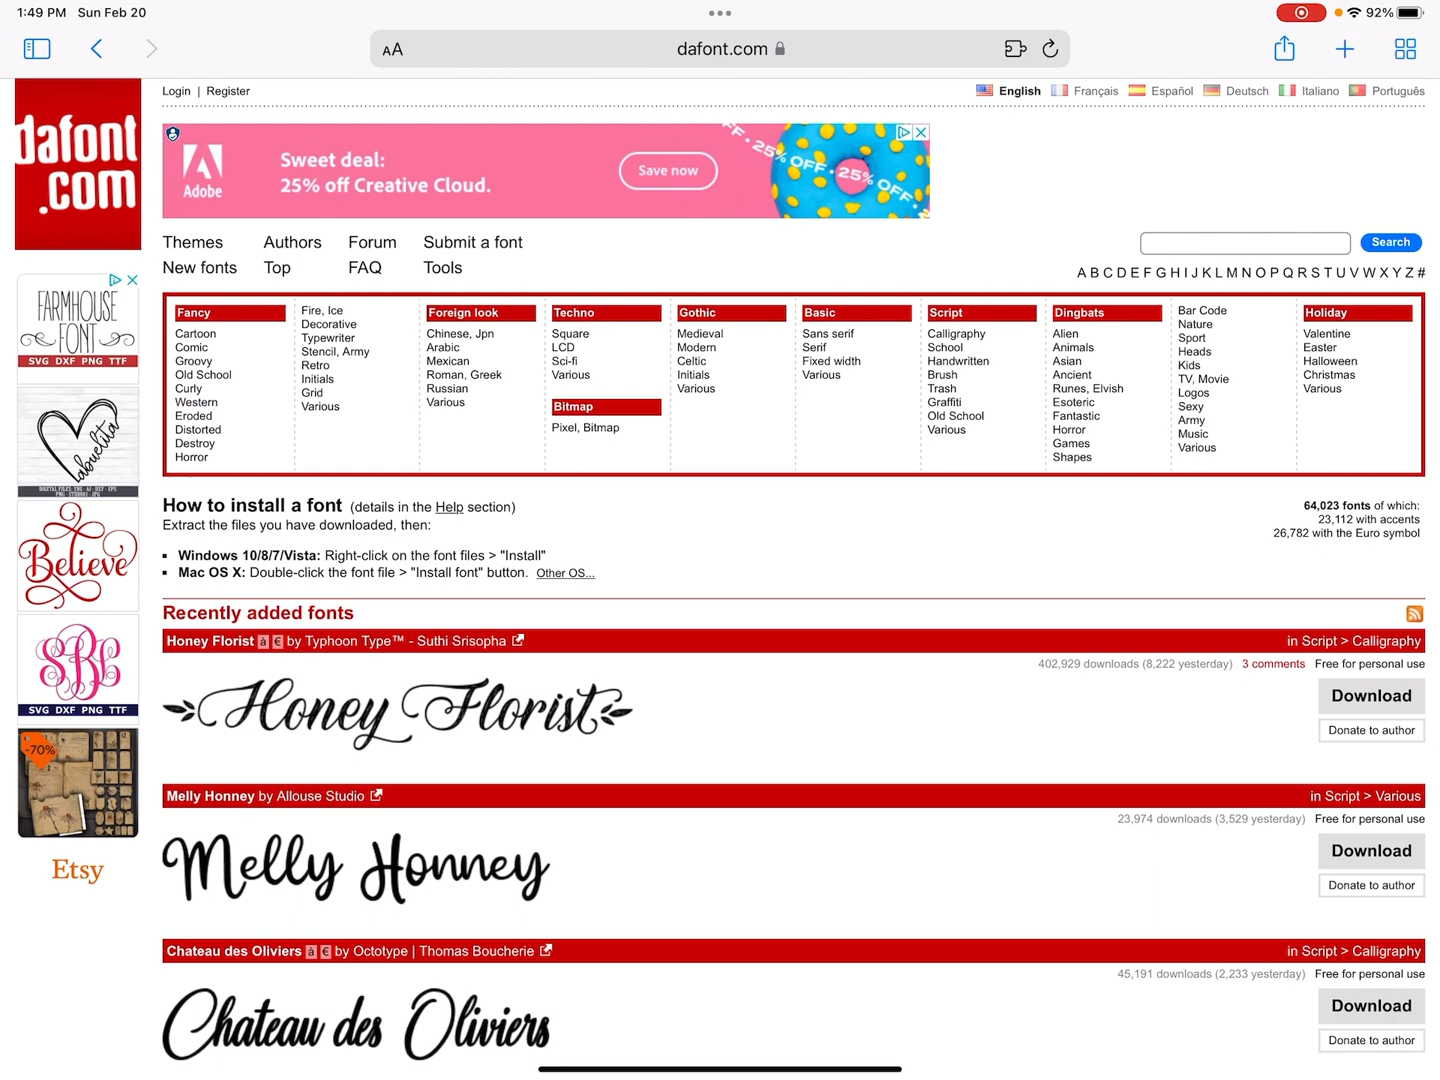 1:49 PM Sun Feb 20
92%
AA
dafont.com
dafont
.com
Login | Register
English Français Español Deutsch Italiano Português
Adobe
Sweet deal:
25% off Creative Cloud.
Save now
25% OFF • 25% OFF
Themes Authors Forum Submit a font
New fonts Top FAQ Tools
Search
A B C D E F G H I J K L M N O P Q R S T U V W X Y Z #
Fancy
Cartoon
Comic
Groovy
Old School
Curly
Western
Eroded
Distorted
Destroy
Horror
Fire, Ice
Decorative
Typewriter
Stencil, Army
Retro
Initials
Grid
Various
Foreign look
Chinese, Jpn
Arabic
Mexican
Roman, Greek
Russian
Various
Techno
Square
LCD
Sci-fi
Various
Bitmap
Pixel, Bitmap
Gothic
Medieval
Modern
Celtic
Initials
Various
Basic
Sans serif
Serif
Fixed width
Various
Script
Calligraphy
School
Handwritten
Brush
Trash
Graffiti
Old School
Various
Dingbats
Alien
Animals
Asian
Ancient
Runes, Elvish
Esoteric
Fantastic
Horror
Games
Shapes
Bar Code
Nature
Sport
Heads
Kids
TV, Movie
Logos
Sexy
Army
Music
Various
Holiday
Valentine
Easter
Halloween
Christmas
Various
FARMHOUSE
FONT
SVG DXF PNG TTF
abuelita
Believe
SBE
SVG DXF PNG TTF
-70%
Etsy
How to install a font (details in the Help section)
Extract the files you have downloaded, then:
Windows 10/8/7/Vista: Right-click on the font files > "Install"
Mac OS X: Double-click the font file > "Install font" button. Other OS...
64,023 fonts of which:
23,112 with accents
26,782 with the Euro symbol
Recently added fonts
Honey Florist à € by Typhoon Type™ - Suthi Srisopha in Script > Calligraphy
402,929 downloads (8,222 yesterday) 3 comments Free for personal use
Honey Florist
Download
Donate to author
Melly Honney by Allouse Studio in Script > Various
23,974 downloads (3,529 yesterday) Free for personal use
Melly Honney
Download
Donate to author
Chateau des Oliviers à € by Octotype | Thomas Boucherie in Script > Calligraphy
45,191 downloads (2,233 yesterday) Free for personal use
Chateau des Oliviers
Download
Donate to author